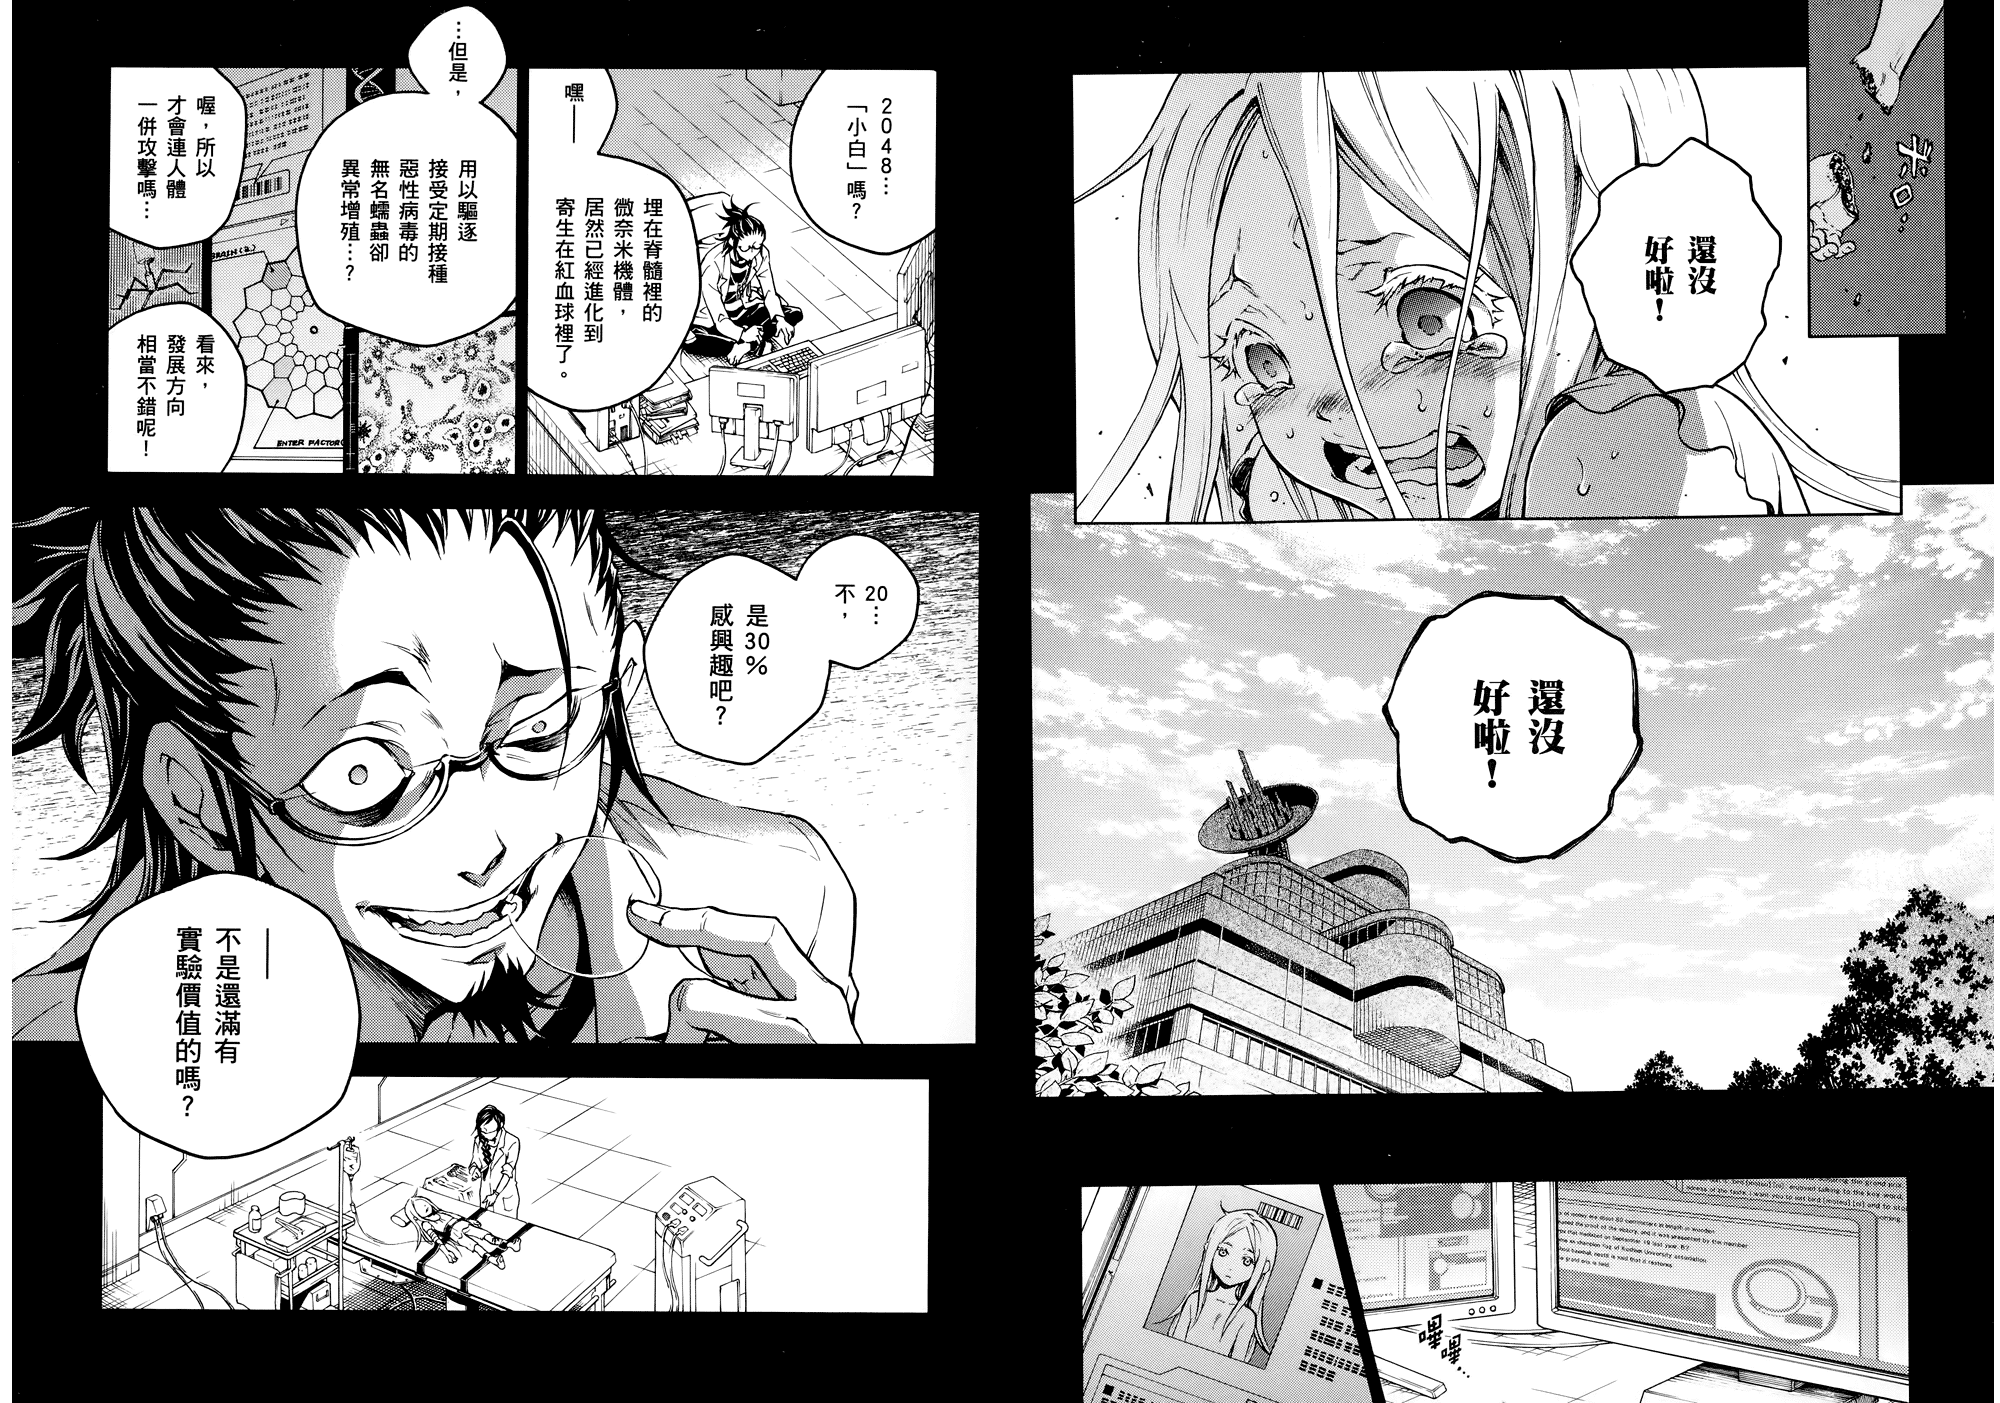 ボロ
還沒
好啦！
還沒
好啦！
嗶
嗶…
2048…
「小白」嗎？
嘿——
埋在脊髓裡的
微奈米機體，
居然已經進化到
寄生在紅血球裡了。
…但是，
用以驅逐
接受定期接種
惡性病毒的
無名蠕蟲卻
異常增殖…？
喔，所以
才會連人體
一併攻擊嗎…
BRAIN(2.)
ENTER FACTOR
看來，
發展方向
相當不錯呢！
20…
不，
是30%
感興趣吧？
——
不是還滿有
實驗價值的嗎？